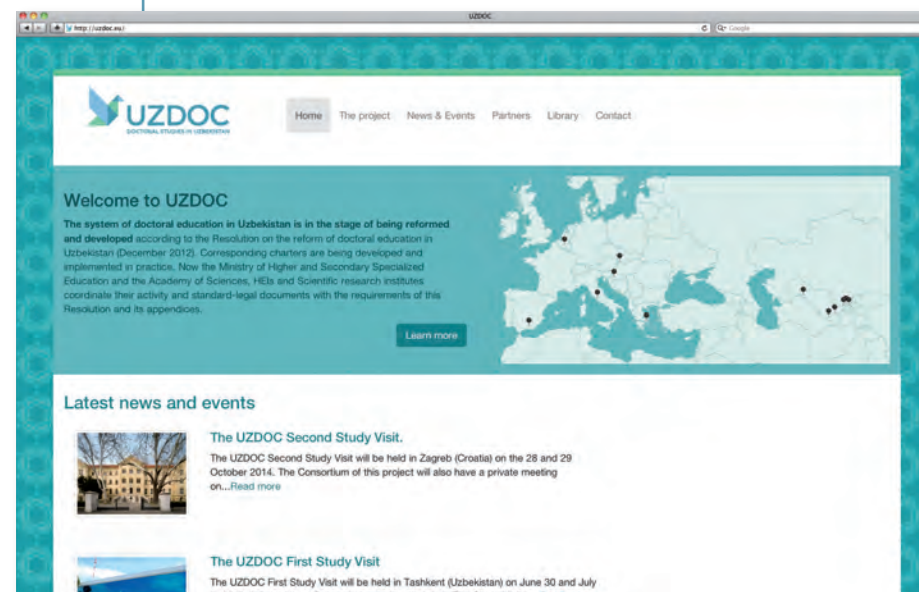 UZDOC
http://uzdoc.eu/
Google
UZDOC
DOCTORAL STUDIES IN UZBEKISTAN
Home The project News & Events Partners Library Contact
Welcome to UZDOC
The system of doctoral education in Uzbekistan is in the stage of being reformed
and developed according to the Resolution on the reform of doctoral education in
Uzbekistan (December 2012). Corresponding charters are being developed and
implemented in practice. Now the Ministry of Higher and Secondary Specialized
Education and the Academy of Sciences, HEIs and Scientific research institutes
coordinate their activity and standard-legal documents with the requirements of this
Resolution and its appendices.
Learn more
Latest news and events
The UZDOC Second Study Visit.
The UZDOC Second Study Visit will be held in Zagreb (Croatia) on the 28 and 29
October 2014. The Consortium of this project will also have a private meeting
on...Read more
The UZDOC First Study Visit
The UZDOC First Study Visit will be held in Tashkent (Uzbekistan) on June 30 and July